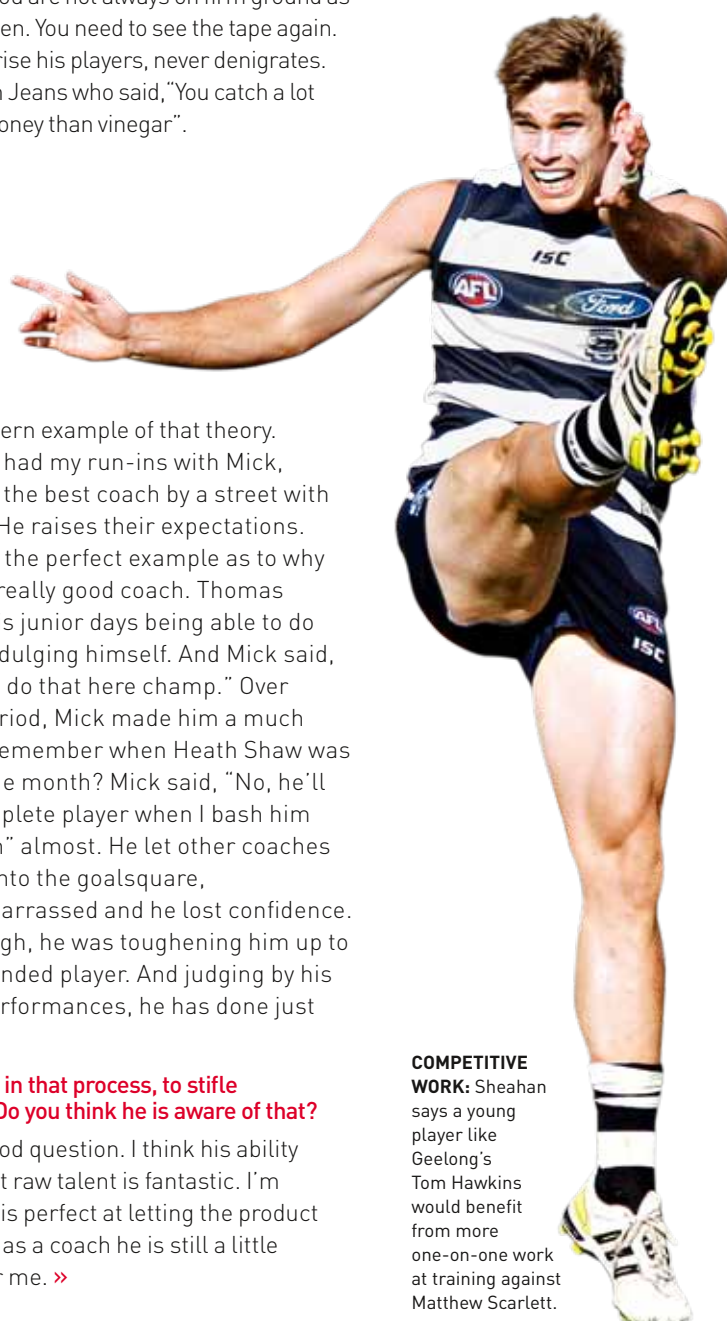 en. You need to see the tape again.
rise his players, never denigrates.
Jeans who said, “You catch a lot
oney than vinegar”.
ISC
AFL
Ford
ern example of that theory.
had my run-ins with Mick,
the best coach by a street with
He raises their expectations.
the perfect example as to why
really good coach. Thomas
s junior days being able to do
dulging himself. And Mick said,
do that here champ.” Over
riod, Mick made him a much
emember when Heath Shaw was
e month? Mick said, “No, he’ll
plete player when I bash him
” almost. He let other coaches
nto the goalsquare,
arrassed and he lost confidence.
gh, he was toughening him up to
nded player. And judging by his
rformances, he has done just
AFL
ISC
in that process, to stifle
Do you think he is aware of that?
od question. I think his ability
t raw talent is fantastic. I’m
is perfect at letting the product
as a coach he is still a little
r me. »
COMPETITIVE
WORK: Sheahan
says a young
player like
Geelong’s
Tom Hawkins
would benefit
from more
one-on-one work
at training against
Matthew Scarlett.